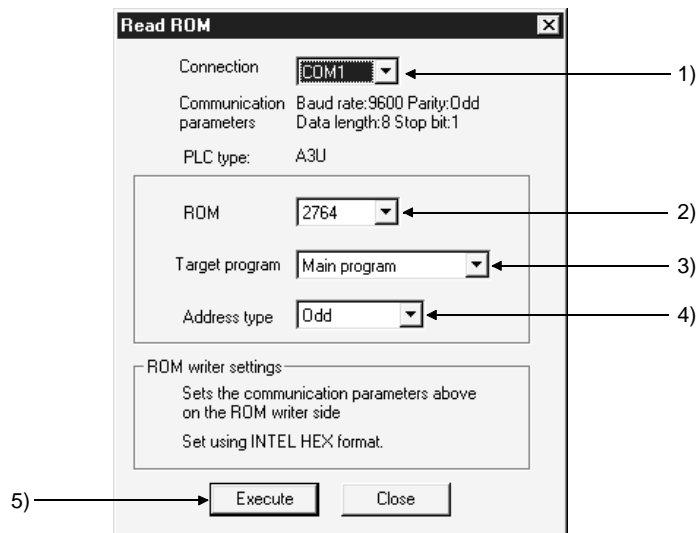 Read ROM
Connection COM1 1)
Communication Baud rate:9600 Parity:Odd
parameters Data length:8 Stop bit:1
PLC type: A3U
ROM 2764 2)
Target program Main program 3)
Address type Odd 4)
ROM writer settings
Sets the communication parameters above
on the ROM writer side
Set using INTEL HEX format.
5) Execute Close